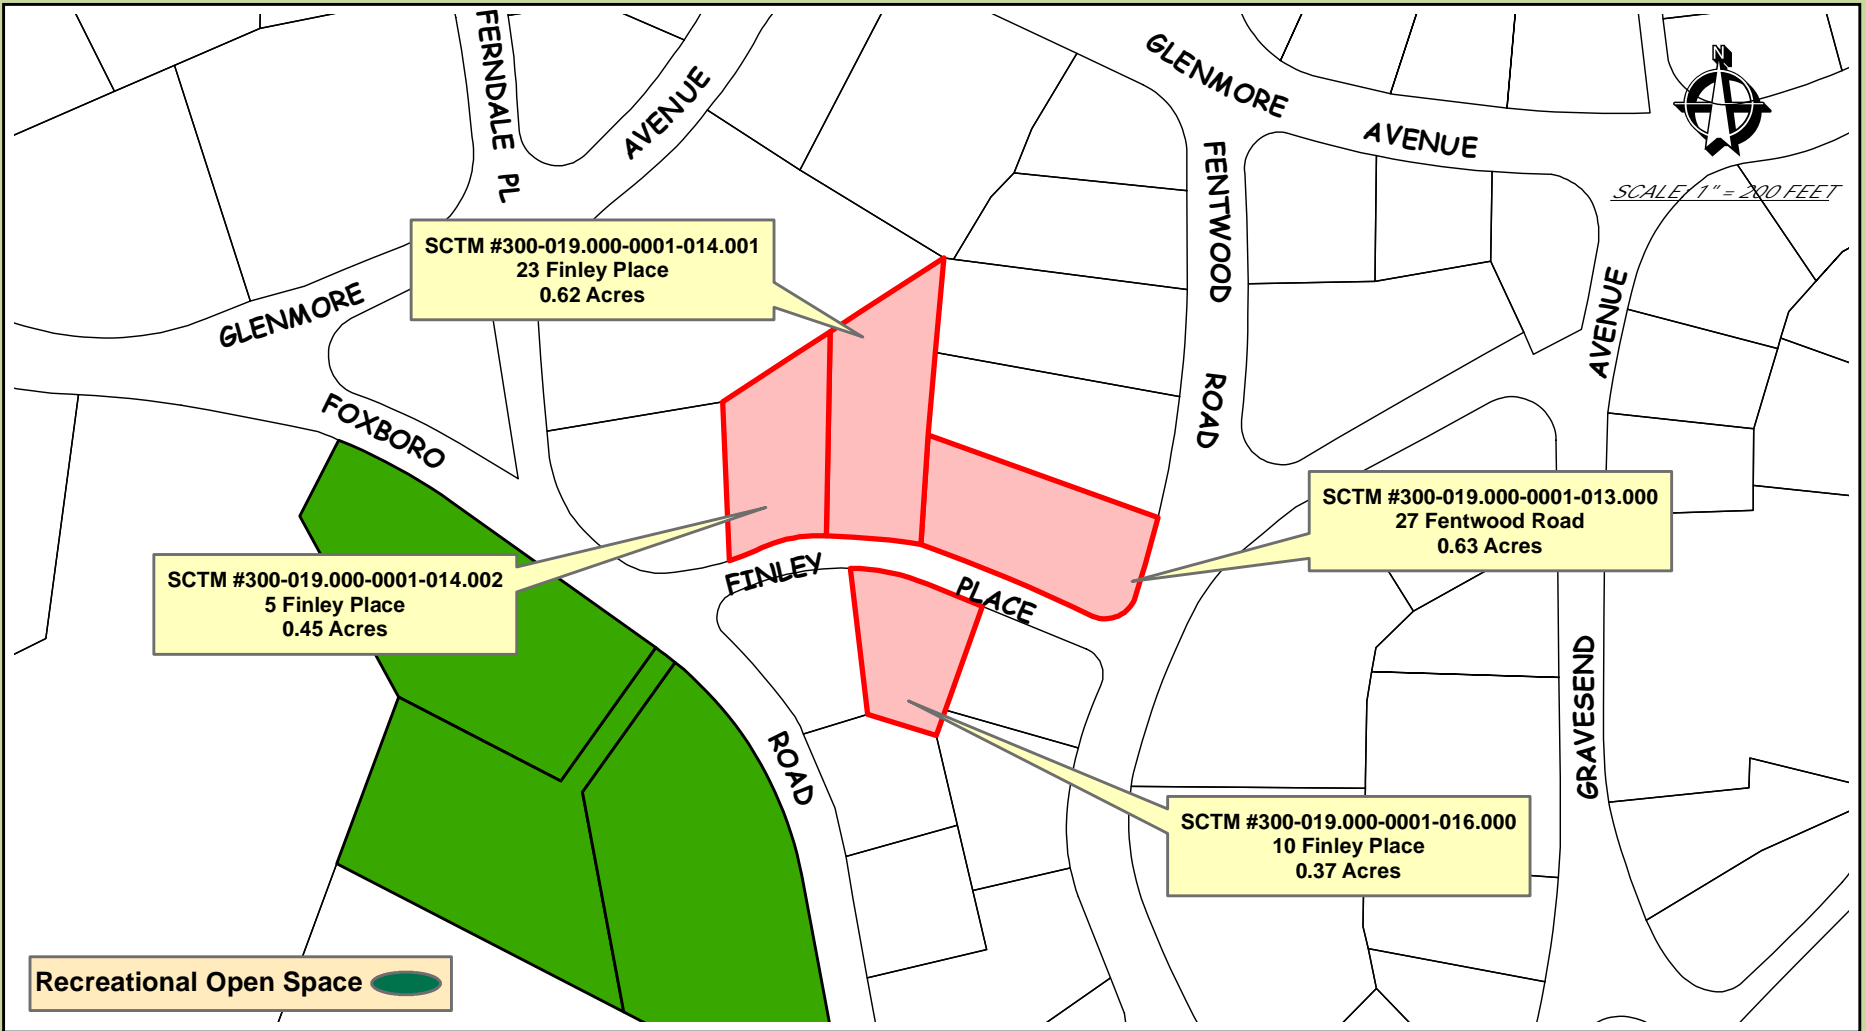 FERNDALE PL
AVENUE
GLENMORE
AVENUE
N
SCALE: 1" = 200 FEET
FENTWOOD
ROAD
SCTM #300-019.000-0001-014.001
23 Finley Place
0.62 Acres
GLENMORE
AVENUE
FOXBORO
SCTM #300-019.000-0001-013.000
27 Fentwood Road
0.63 Acres
SCTM #300-019.000-0001-014.002
5 Finley Place
0.45 Acres
FINLEY
PLACE
GRAVESEND
ROAD
SCTM #300-019.000-0001-016.000
10 Finley Place
0.37 Acres
Recreational Open Space